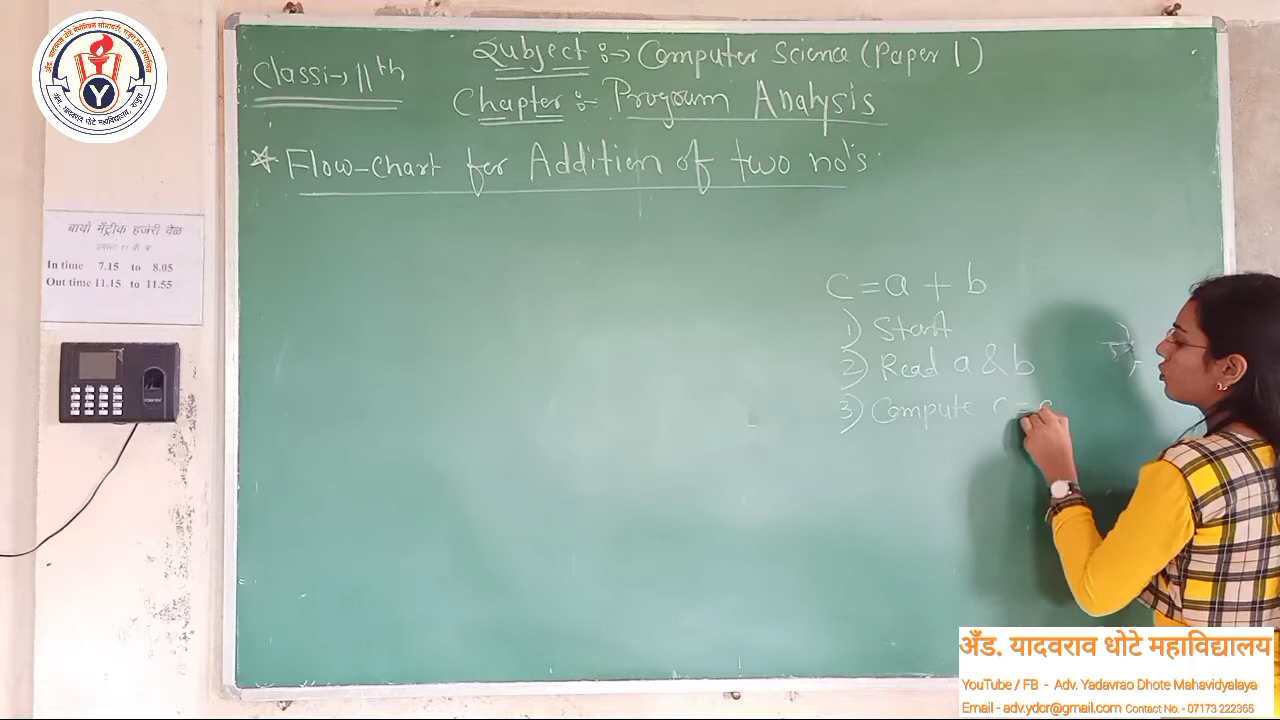 Class:-> 11th
Subject :-> Computer Science (Paper 1)
Chapter :- Program Analysis
* Flow-chart for Addition of two no's.
बायो मॅट्रीक हजेरी वेळ
In time 7.15 to 8.05
Out time 11.15 to 11.55
c = a + b
1) Start
2) Read a & b
3) Compute c =
Y
अँड. यादवराव धोटे महाविद्यालय
YouTube / FB - Adv. Yadavrao Dhote Mahavidyalaya
Email - adv.ydcr@gmail.com Contact No. - 07173 222365